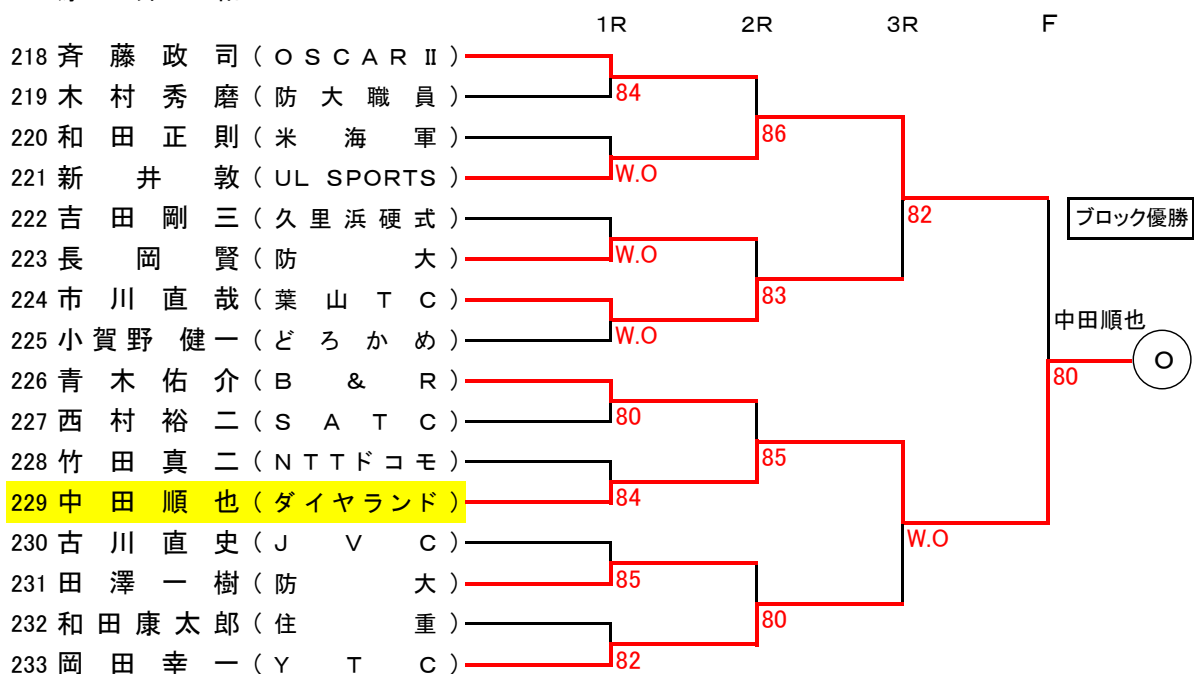 1R 2R 3R F
218 斉藤政司 (OSCARⅡ)
84
219 木村秀磨 (防大職員)
86
220 和田正則 (米海軍)
W.O
221 新井敦 (UL SPORTS)
82
ブロック優勝
222 吉田剛三 (久里浜硬式)
W.O
223 長岡賢 (防大)
83
224 市川直哉 (葉山TC)
中田順也
W.O
225 小賀野健一 (どろかめ)
O
80
226 青木佑介 (B&R)
80
227 西村裕二 (SATC)
85
228 竹田真二 (NTTドコモ)
84
229 中田順也 (ダイヤランド)
W.O
230 古川直史 (JVC)
85
231 田澤一樹 (防大)
80
232 和田康太郎 (住重)
82
233 岡田幸一 (YTC)